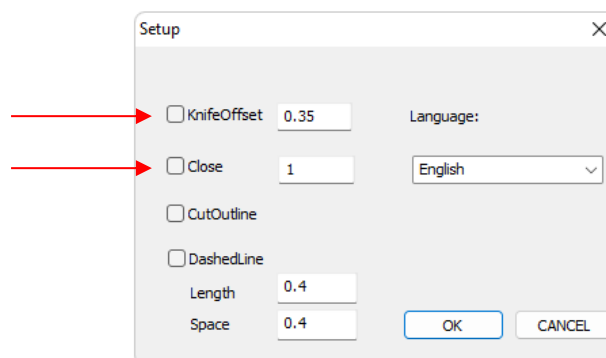 Setup
KnifeOffset 0.35 Language:
Close 1 English
CutOutline
DashedLine
Length 0.4
Space 0.4 OK CANCEL